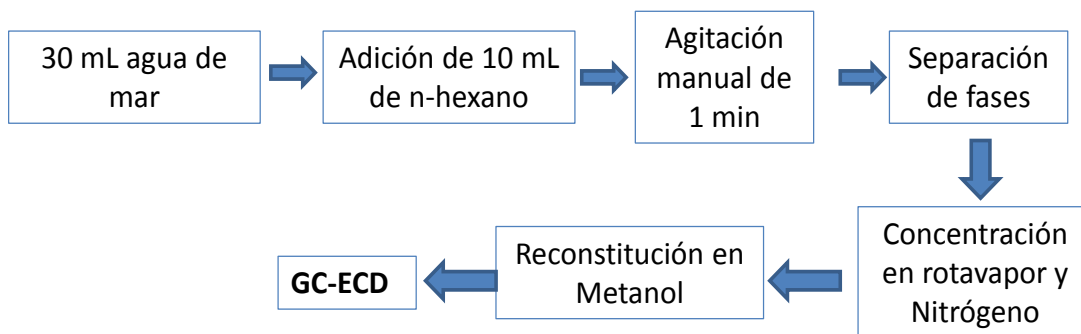 30 mL agua de
mar
Adición de 10 mL
de n-hexano
Agitación
manual de
1 min
Separación
de fases
Concentración
en rotavapor y
Nitrógeno
Reconstitución en
Metanol
GC-ECD